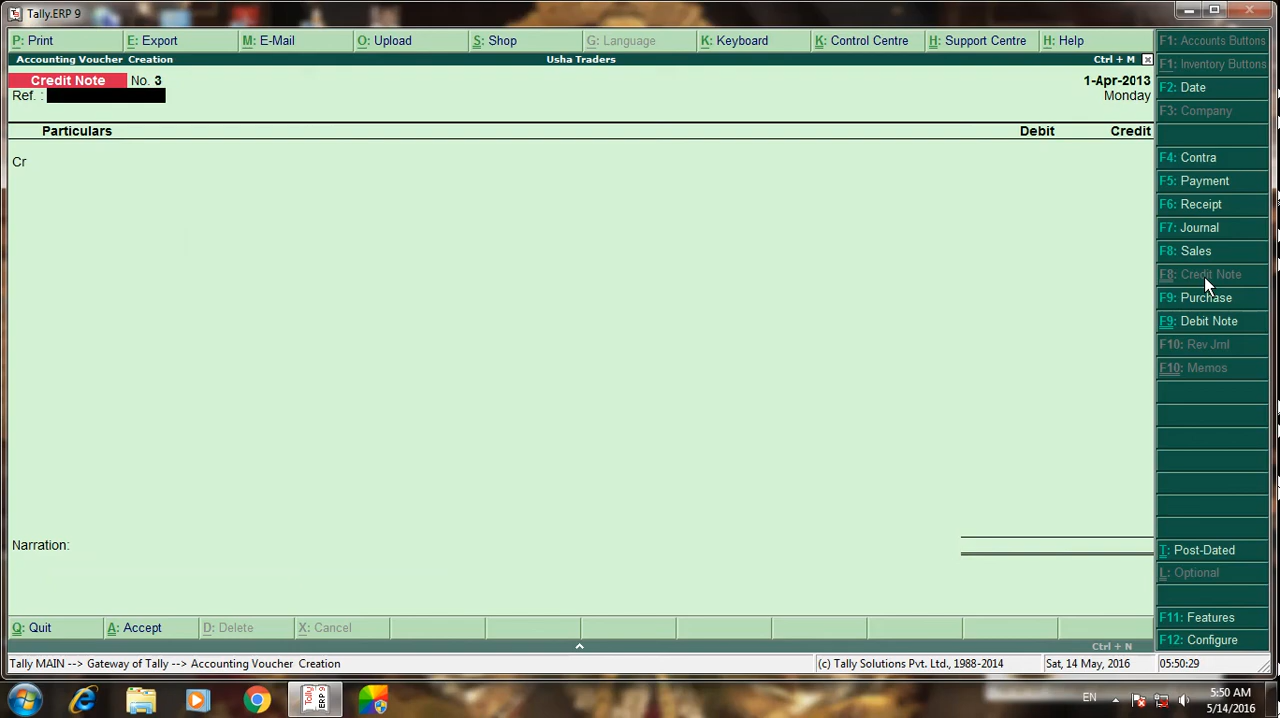 Tally.ERP 9
P: Print E: Export M: E-Mail O: Upload S: Shop G: Language K: Keyboard K: Control Centre H: Support Centre H: Help
F1: Accounts Buttons
Accounting Voucher Creation Usha Traders Ctrl + M
F1: Inventory Buttons
Credit Note No. 3 1-Apr-2013
F2: Date
Ref. : Monday
F3: Company
Particulars Debit Credit
Cr
F4: Contra
F5: Payment
F6: Receipt
F7: Journal
F8: Sales
F8: Credit Note
F9: Purchase
F9: Debit Note
F10: Rev Jrnl
F10: Memos
Narration:
T: Post-Dated
L: Optional
F11: Features
Q: Quit A: Accept D: Delete X: Cancel
F12: Configure
Ctrl + N
Tally MAIN --> Gateway of Tally --> Accounting Voucher Creation (c) Tally Solutions Pvt. Ltd., 1988-2014 Sat, 14 May, 2016 05:50:29
EN 5:50 AM
5/14/2016
Tally
ERP 9